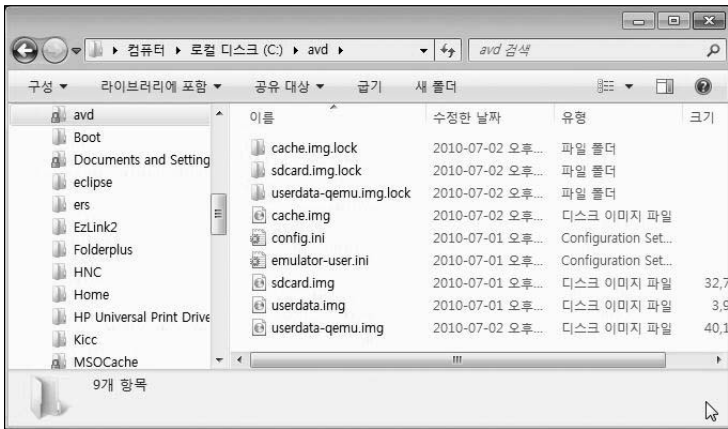 컴퓨터 ▸ 로컬 디스크 (C:) ▸ avd ▸
avd 검색
구성 ▼ 라이브러리에 포함 ▼ 공유 대상 ▼ 굽기 새 폴더
avd
Boot
Documents and Setting
eclipse
ers
EzLink2
Folderplus
HNC
Home
HP Universal Print Drive
Kicc
MSOCache
이름 수정한 날짜 유형 크기
cache.img.lock 2010-07-02 오후... 파일 폴더
sdcard.img.lock 2010-07-02 오후... 파일 폴더
userdata-qemu.img.lock 2010-07-02 오후... 파일 폴더
cache.img 2010-07-02 오후... 디스크 이미지 파일
config.ini 2010-07-01 오후... Configuration Set...
emulator-user.ini 2010-07-01 오후... Configuration Set...
sdcard.img 2010-07-01 오후... 디스크 이미지 파일 32,7
userdata.img 2010-07-01 오후... 디스크 이미지 파일 3,9
userdata-qemu.img 2010-07-02 오후... 디스크 이미지 파일 40,1
9개 항목